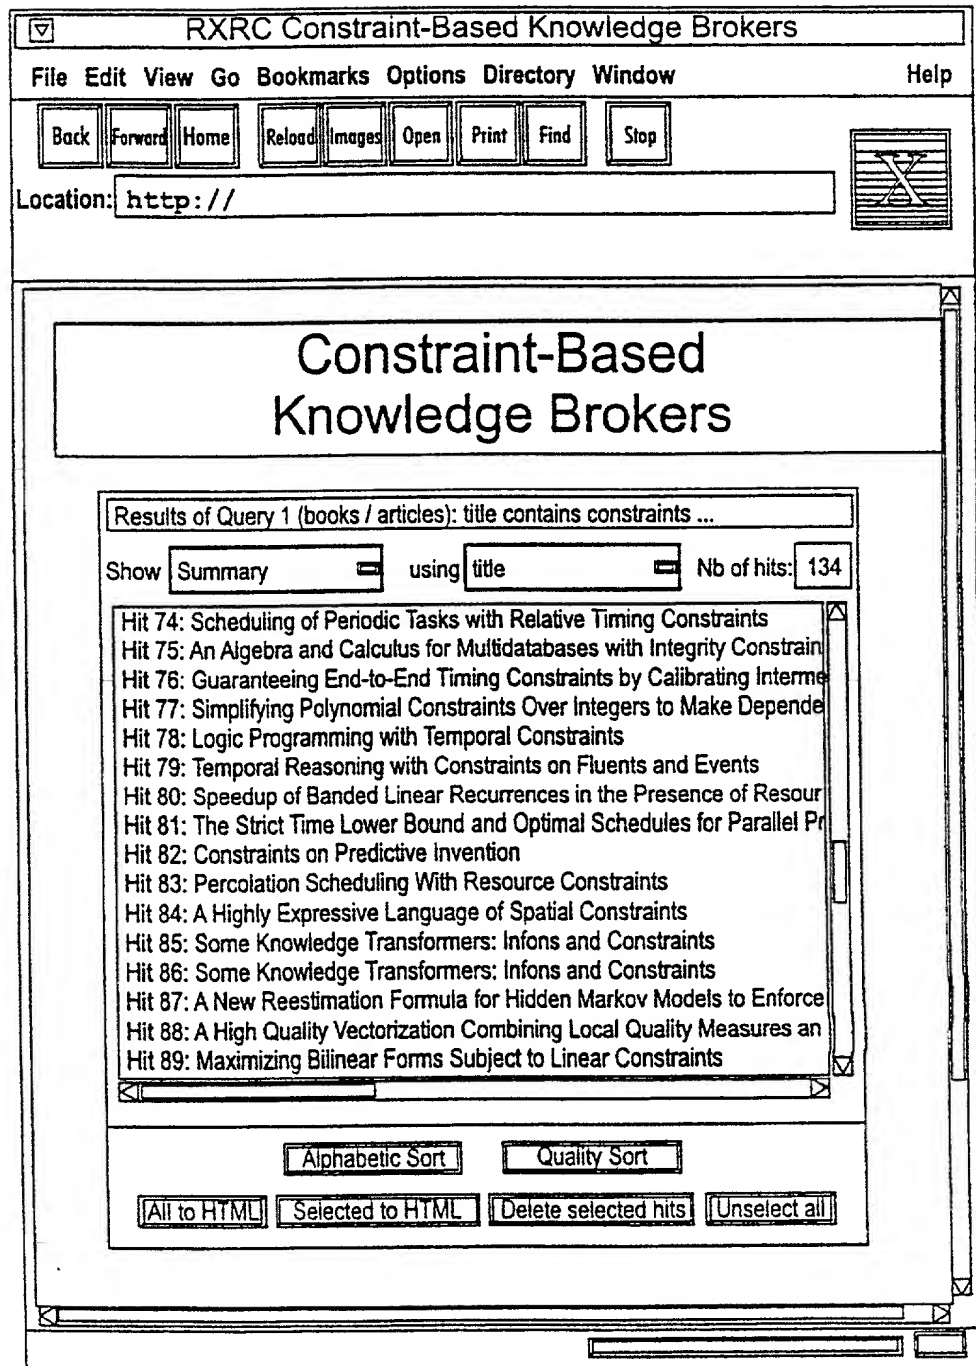 RXRC Constraint-Based Knowledge Brokers
File Edit View Go Bookmarks Options Directory Window Help
Back Forward Home Reload Images Open Print Find Stop
X
Location: http://
Constraint-Based
Knowledge Brokers
Results of Query 1 (books / articles): title contains constraints ...
Show Summary using title Nb of hits: 134
Hit 74: Scheduling of Periodic Tasks with Relative Timing Constraints
Hit 75: An Algebra and Calculus for Multidatabases with Integrity Constrain
Hit 76: Guaranteeing End-to-End Timing Constraints by Calibrating Interme
Hit 77: Simplifying Polynomial Constraints Over Integers to Make Depende
Hit 78: Logic Programming with Temporal Constraints
Hit 79: Temporal Reasoning with Constraints on Fluents and Events
Hit 80: Speedup of Banded Linear Recurrences in the Presence of Resour
Hit 81: The Strict Time Lower Bound and Optimal Schedules for Parallel Pr
Hit 82: Constraints on Predictive Invention
Hit 83: Percolation Scheduling With Resource Constraints
Hit 84: A Highly Expressive Language of Spatial Constraints
Hit 85: Some Knowledge Transformers: Infons and Constraints
Hit 86: Some Knowledge Transformers: Infons and Constraints
Hit 87: A New Reestimation Formula for Hidden Markov Models to Enforce
Hit 88: A High Quality Vectorization Combining Local Quality Measures an
Hit 89: Maximizing Bilinear Forms Subject to Linear Constraints
Alphabetic Sort Quality Sort
All to HTML Selected to HTML Delete selected hits Unselect all